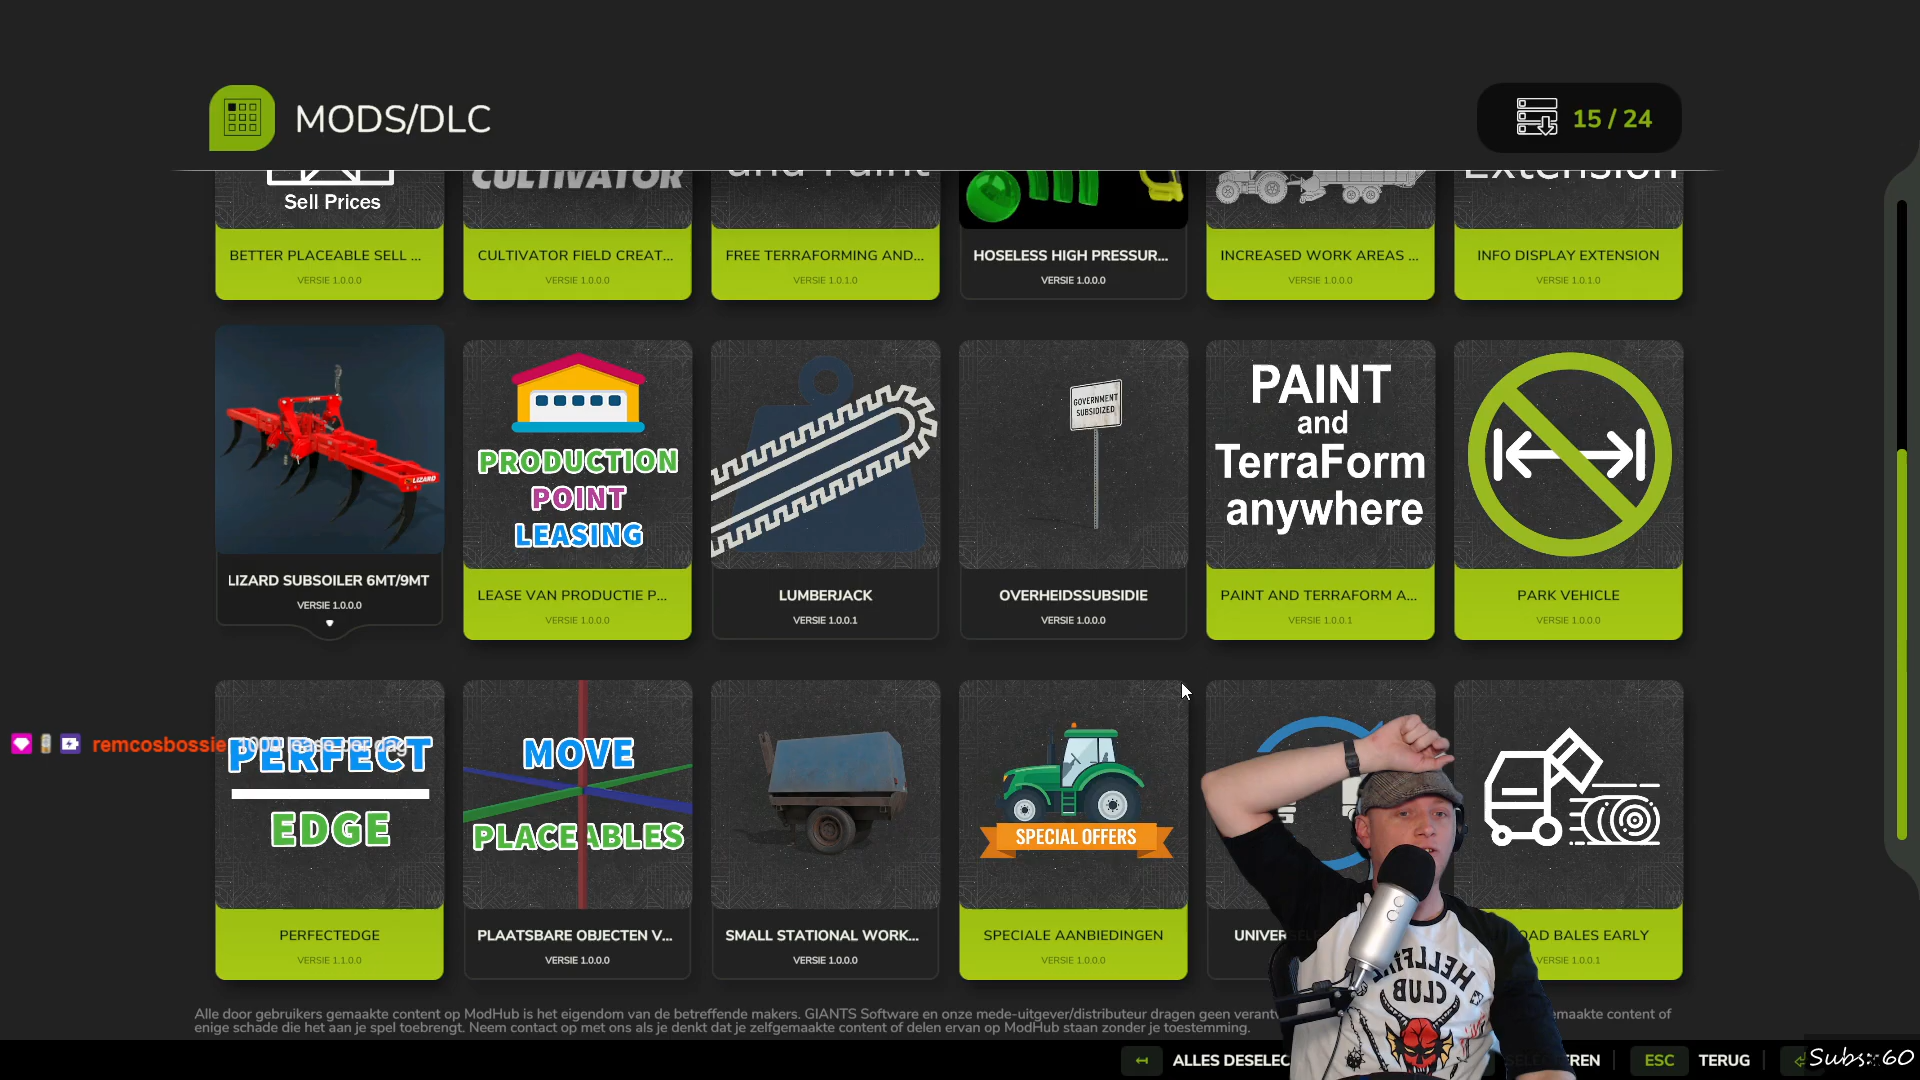 MODS/DLC
15 / 24
Sell Prices
CULTIVATOR
and Paint
Extension
BETTER PLACEABLE SELL ...
VERSIE 1.0.0.0
CULTIVATOR FIELD CREAT...
VERSIE 1.0.0.0
FREE TERRAFORMING AND...
VERSIE 1.0.1.0
HOSELESS HIGH PRESSUR...
VERSIE 1.0.0.0
INCREASED WORK AREAS ...
VERSIE 1.0.0.0
INFO DISPLAY EXTENSION
VERSIE 1.0.1.0
LIZARD
LIZARD SUBSOILER 6MT/9MT
VERSIE 1.0.0.0
PRODUCTION
POINT
LEASING
LEASE VAN PRODUCTIE P...
VERSIE 1.0.0.0
LUMBERJACK
VERSIE 1.0.0.1
GOVERNMENT
SUBSIDIZED
OVERHEIDSSUBSIDIE
VERSIE 1.0.0.0
PAINT
and
TerraForm
anywhere
PAINT AND TERRAFORM A...
VERSIE 1.0.0.1
PARK VEHICLE
VERSIE 1.0.0.0
remcosbossie 1000 lease per dag
PERFECT
EDGE
PERFECTEDGE
VERSIE 1.1.0.0
MOVE
PLACEABLES
PLAATSBARE OBJECTEN V...
VERSIE 1.0.0.0
SMALL STATIONAL WORK...
VERSIE 1.0.0.0
SPECIAL OFFERS
SPECIALE AANBIEDINGEN
VERSIE 1.0.0.0
UNIVER
OAD BALES EARLY
VERSIE 1.0.0.1
HELLFIRE
CLUB
Alle door gebruikers gemaakte content op ModHub is het eigendom van de betreffende makers. GIANTS Software en onze mede-uitgever/distributeur dragen geen verant emaakte content of
enige schade die het aan je spel toebrengt. Neem contact op met ons als je denkt dat je zelfgemaakte content of delen ervan op ModHub staan zonder je toestemming.
ALLES DESELEC
ESC TERUG
Subs: 60